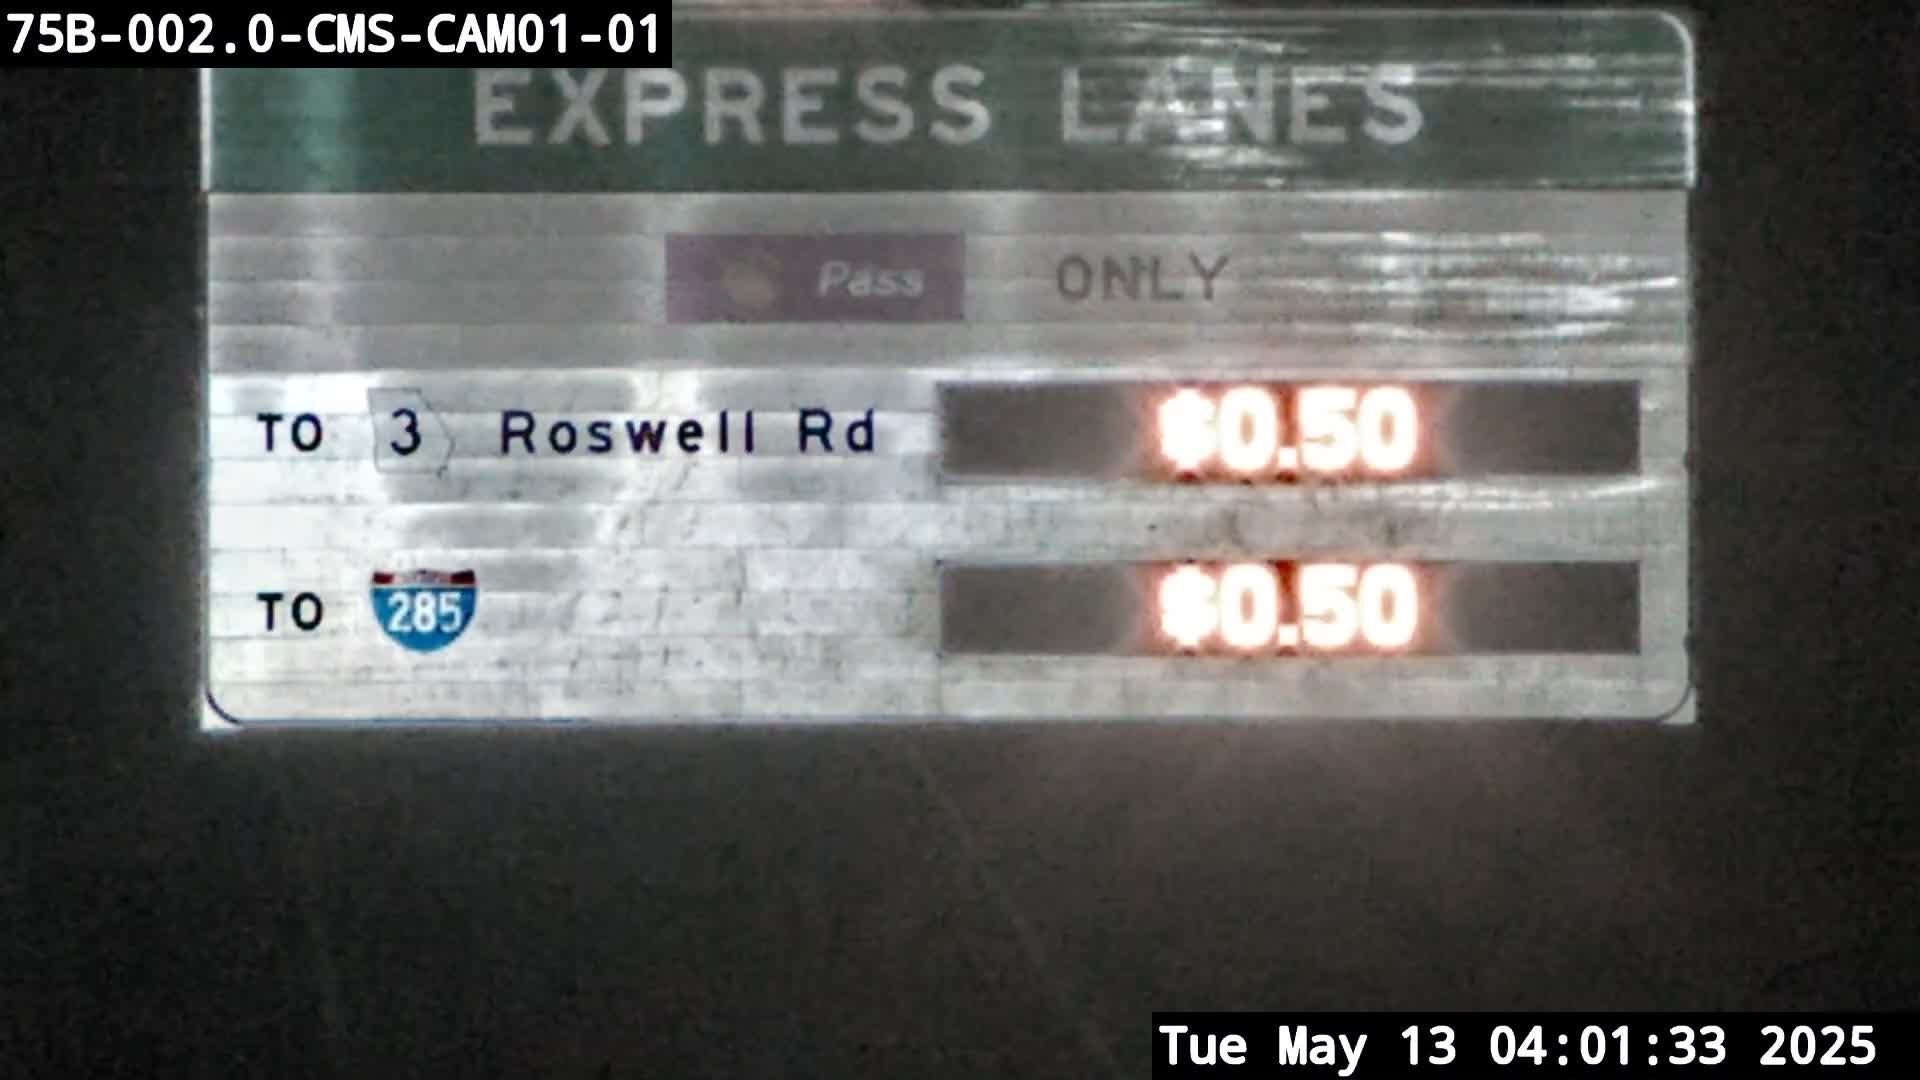 75B-002.0-CMS-CAM01-01
EXPRESS LANES
Pass ONLY
TO 3 Roswell Rd $0.50
TO 285 $0.50
Tue May 13 04:01:33 2025